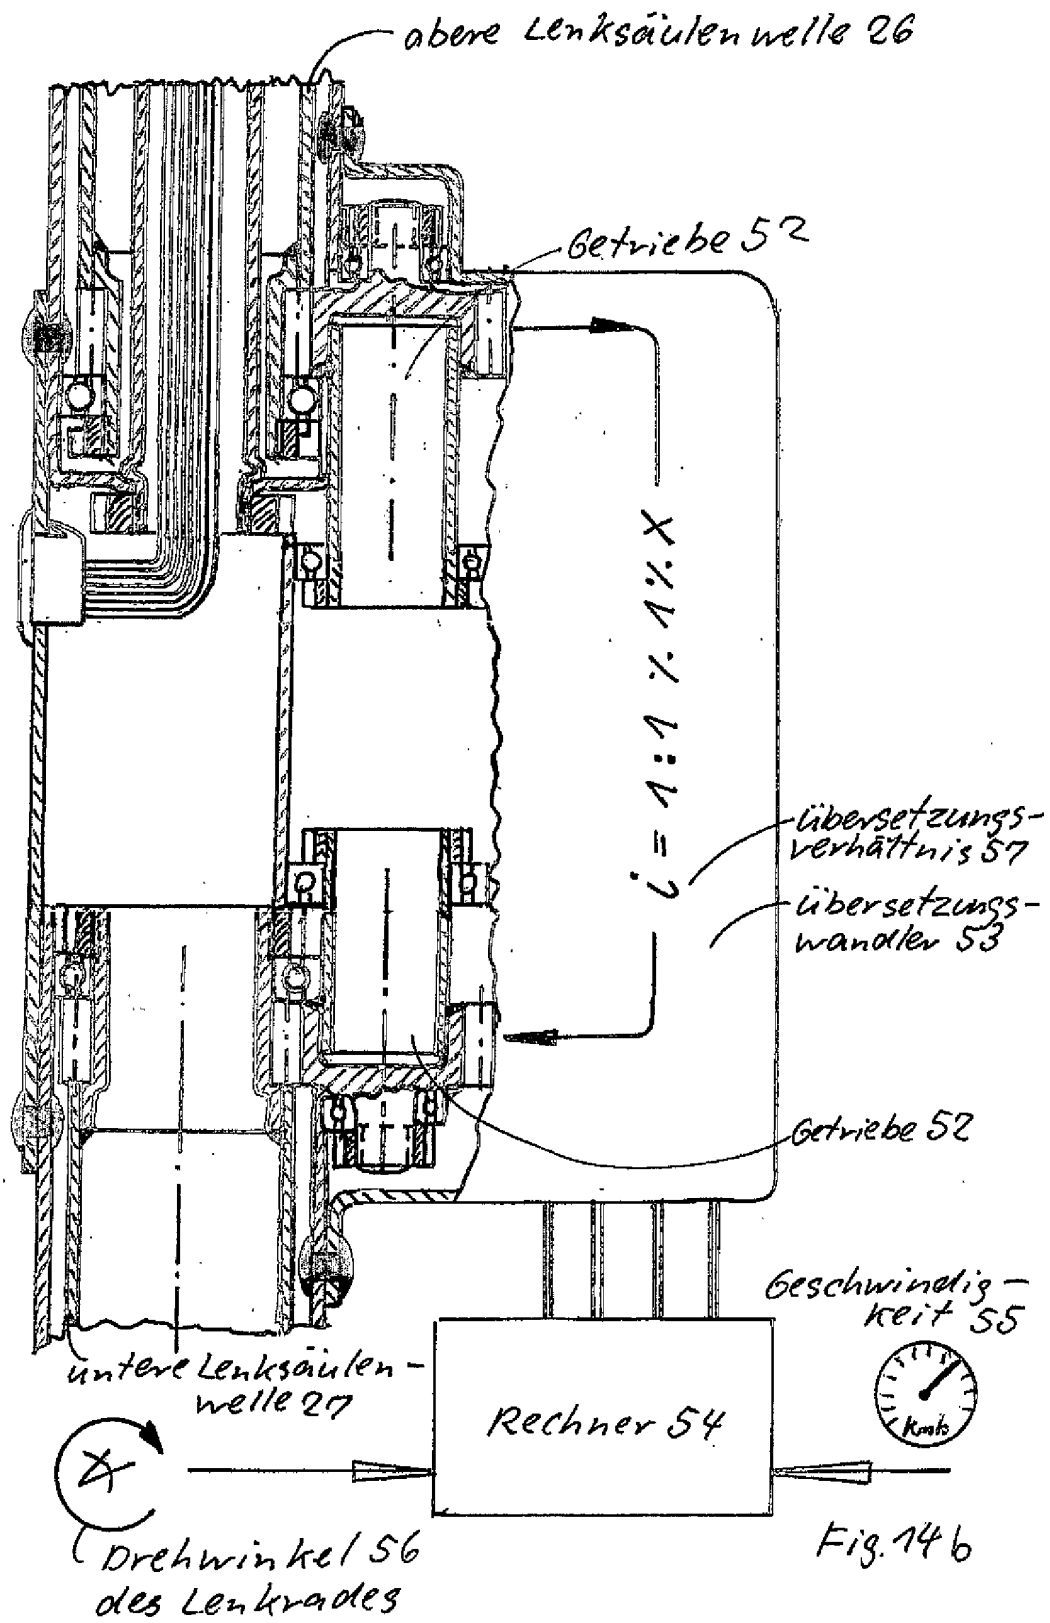 obere Lenksäulenwelle 26
Getriebe 52
i = 1:1 ÷ 1:X
übersetzungs-
verhältnis 57
übersetzungs-
wandler 53
Getriebe 52
Geschwindig-
keit 55
untere Lenksäulen-
welle 27
Rechner 54
Km/h
Drehwinkel 56
des Lenkrades
Fig. 14b